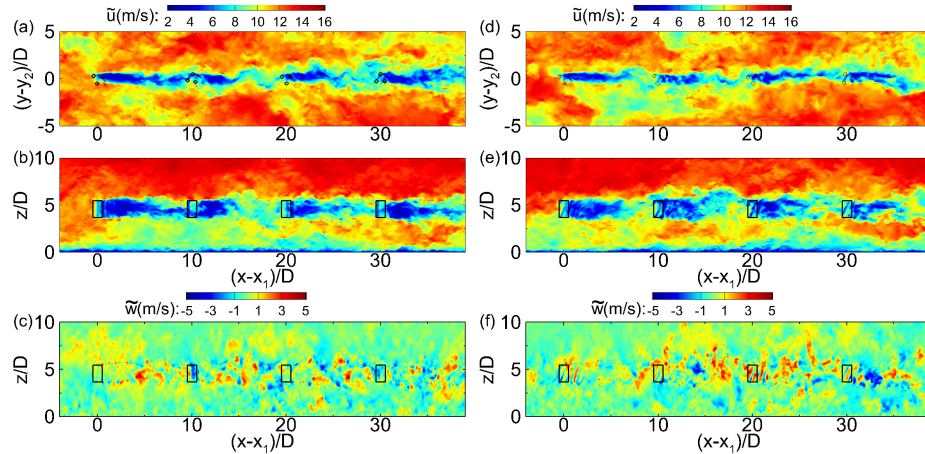 ũ(m/s): 2 4 6 8 10 12 14 16
(a)
(y-y₂)/D
5
0
-5
0 10 20 30
(b)
z/D
10
5
0
0 10 20 30
(x-x₁)/D
w̃(m/s): -5 -3 -1 1 3 5
(c)
z/D
10
5
0
0 10 20 30
(x-x₁)/D
ũ(m/s): 2 4 6 8 10 12 14 16
(d)
(y-y₂)/D
5
0
-5
0 10 20 30
(e)
z/D
10
5
0
0 10 20 30
(x-x₁)/D
w̃(m/s): -5 -3 -1 1 3 5
(f)
z/D
10
5
0
0 10 20 30
(x-x₁)/D